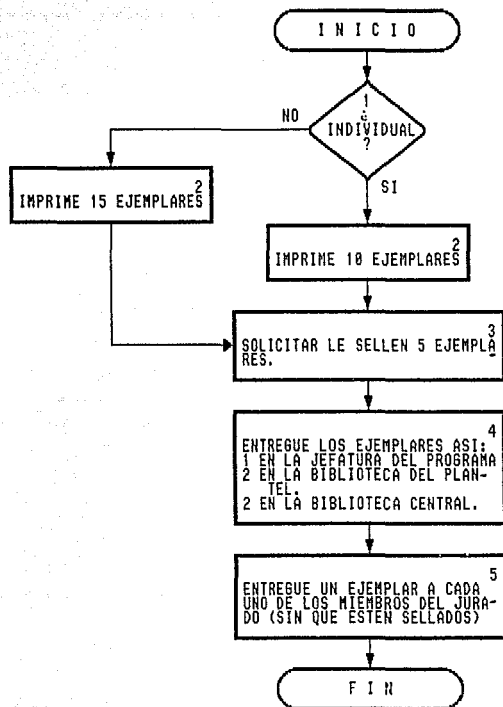 I N I C I O
1
¿
INDIVIDUAL
?
NO
SI
2
IMPRIME 15 EJEMPLARES
2
IMPRIME 10 EJEMPLARES
3
SOLICITAR LE SELLEN 5 EJEMPLA-
RES.
4
ENTREGUE LOS EJEMPLARES ASI:
1 EN LA JEFATURA DEL PROGRAMA
2 EN LA BIBLIOTECA DEL PLAN-
TEL.
2 EN LA BIBLIOTECA CENTRAL.
5
ENTREGUE UN EJEMPLAR A CADA
UNO DE LOS MIEMBROS DEL JURA-
DO (SIN QUE ESTEN SELLADOS)
F I N